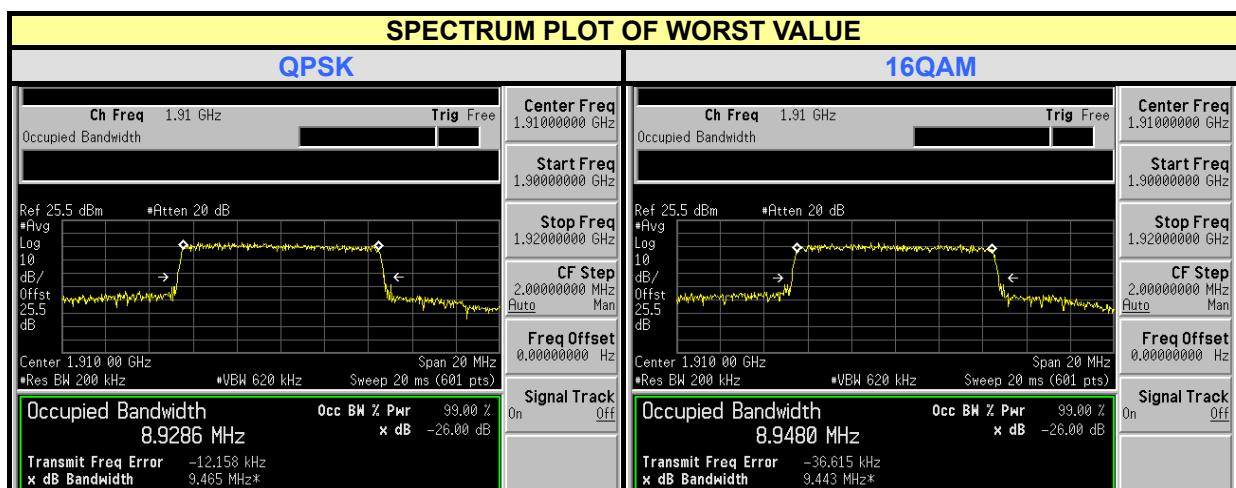 SPECTRUM PLOT OF WORST VALUE
QPSK
Ch Freq 1.91 GHz Trig Free
Occupied Bandwidth
Ref 25.5 dBm #Atten 20 dB
#Avg
Log
10
dB/
Offst
25.5
dB
Center 1.910 00 GHz Span 20 MHz
#Res BW 200 kHz #VBW 620 kHz Sweep 20 ms (601 pts)
Occupied Bandwidth Occ BW % Pwr 99.00 %
8.9286 MHz x dB -26.00 dB
Transmit Freq Error -12.158 kHz
x dB Bandwidth 9.465 MHz*
Center Freq
1.91000000 GHz
Start Freq
1.90000000 GHz
Stop Freq
1.92000000 GHz
CF Step
2.00000000 MHz
Auto Man
Freq Offset
0.00000000 Hz
Signal Track
On Off
16QAM
Ch Freq 1.91 GHz Trig Free
Occupied Bandwidth
Ref 25.5 dBm #Atten 20 dB
#Avg
Log
10
dB/
Offst
25.5
dB
Center 1.910 00 GHz Span 20 MHz
#Res BW 200 kHz #VBW 620 kHz Sweep 20 ms (601 pts)
Occupied Bandwidth Occ BW % Pwr 99.00 %
8.9480 MHz x dB -26.00 dB
Transmit Freq Error -36.615 kHz
x dB Bandwidth 9.443 MHz*
Center Freq
1.91000000 GHz
Start Freq
1.90000000 GHz
Stop Freq
1.92000000 GHz
CF Step
2.00000000 MHz
Auto Man
Freq Offset
0.00000000 Hz
Signal Track
On Off